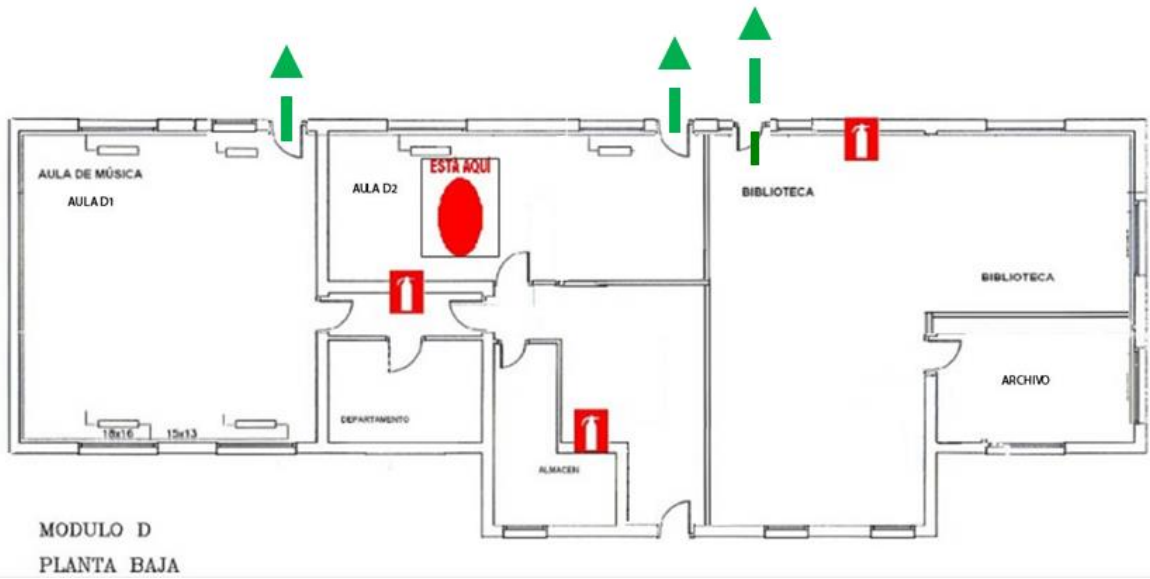 ESTÁ AQUÍ
AULA DE MÚSICA
AULA D1
AULA D2
BIBLIOTECA
BIBLIOTECA
ARCHIVO
DEPARTAMENTO
18x16 15x13
ALMACEN
MODULO D
PLANTA BAJA